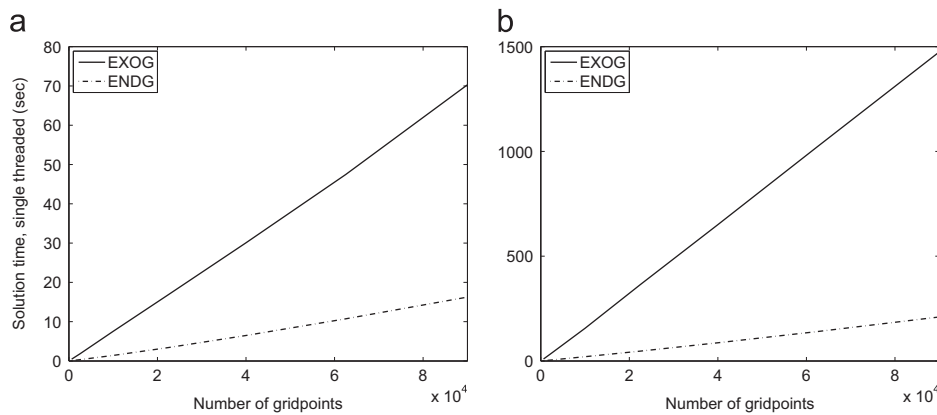 a
80
70
60
50
40
30
20
10
0
EXOG
ENDG
Solution time, single threaded (sec)
0 2 4 6 8
x 10⁴
Number of gridpoints
b
1500
1000
500
0
EXOG
ENDG
0 2 4 6 8
x 10⁴
Number of gridpoints